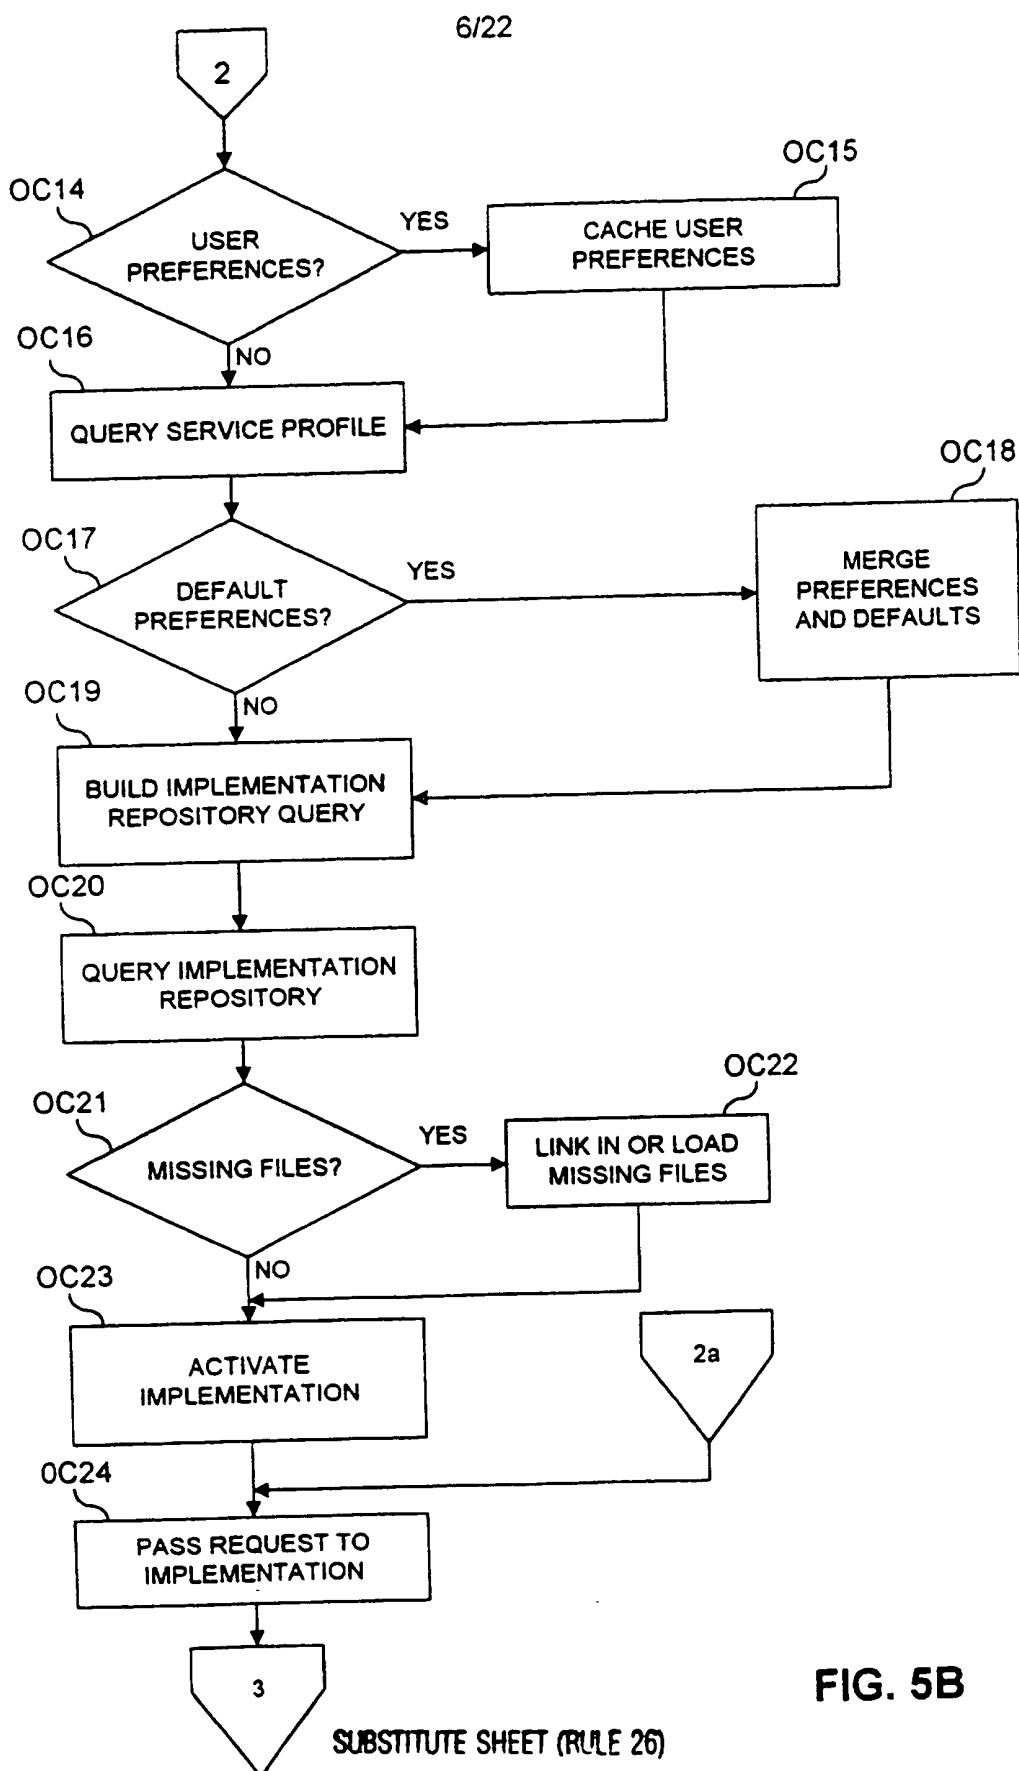 6/22
2
OC14
USER
PREFERENCES?
YES
OC15
CACHE USER
PREFERENCES
NO
OC16
QUERY SERVICE PROFILE
OC17
DEFAULT
PREFERENCES?
YES
OC18
MERGE
PREFERENCES
AND DEFAULTS
NO
OC19
BUILD IMPLEMENTATION
REPOSITORY QUERY
OC20
QUERY IMPLEMENTATION
REPOSITORY
OC21
MISSING FILES?
YES
OC22
LINK IN OR LOAD
MISSING FILES
NO
OC23
ACTIVATE
IMPLEMENTATION
2a
0C24
PASS REQUEST TO
IMPLEMENTATION
3
FIG. 5B
SUBSTITUTE SHEET (RULE 26)